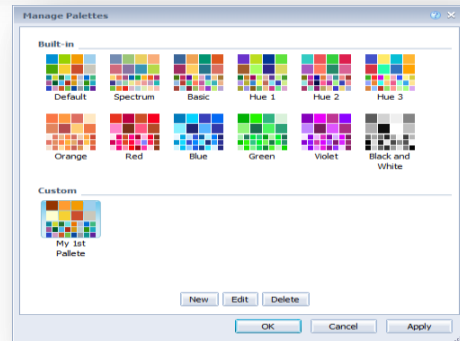 Manage Palettes
Built-in
Default Spectrum Basic Hue 1 Hue 2 Hue 3
Orange Red Blue Green Violet Black and
White
Custom
My 1st
Pallete
New Edit Delete
OK Cancel Apply